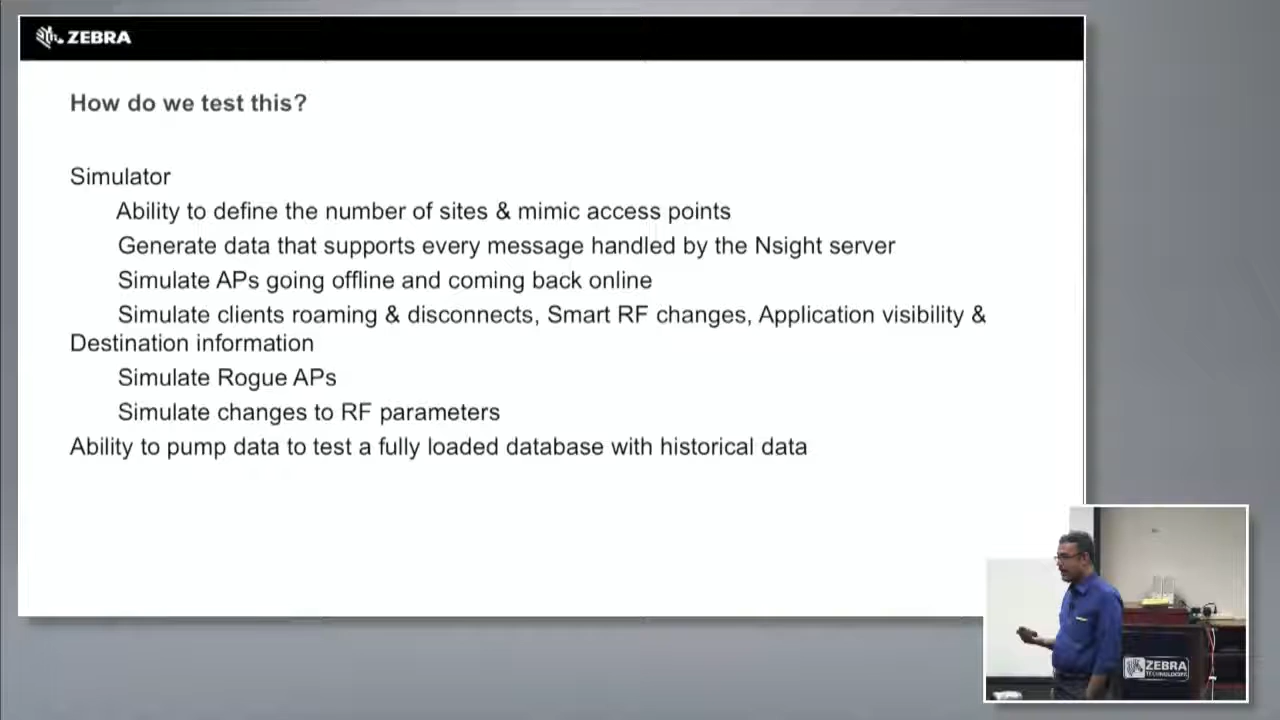 ZEBRA
How do we test this?
Simulator
Ability to define the number of sites & mimic access points
Generate data that supports every message handled by the Nsight server
Simulate APs going offline and coming back online
Simulate clients roaming & disconnects, Smart RF changes, Application visibility &
Destination information
Simulate Rogue APs
Simulate changes to RF parameters
Ability to pump data to test a fully loaded database with historical data
ZEBRA
TECHNOLOGIES